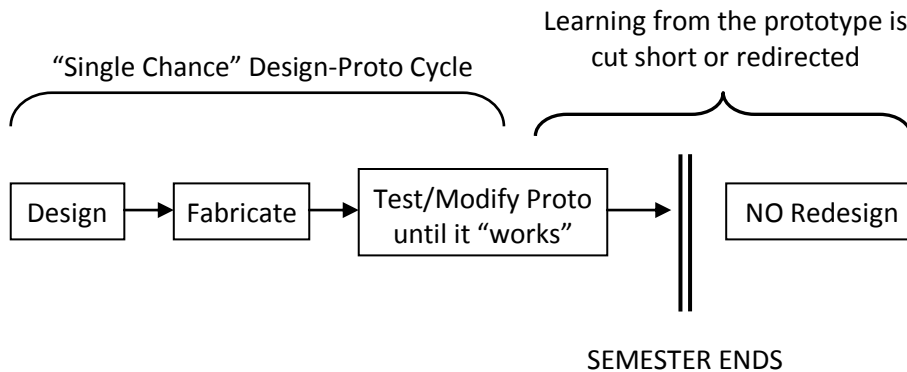 Learning from the prototype is
cut short or redirected
“Single Chance” Design-Proto Cycle
Design
Fabricate
Test/Modify Proto
until it “works”
NO Redesign
SEMESTER ENDS